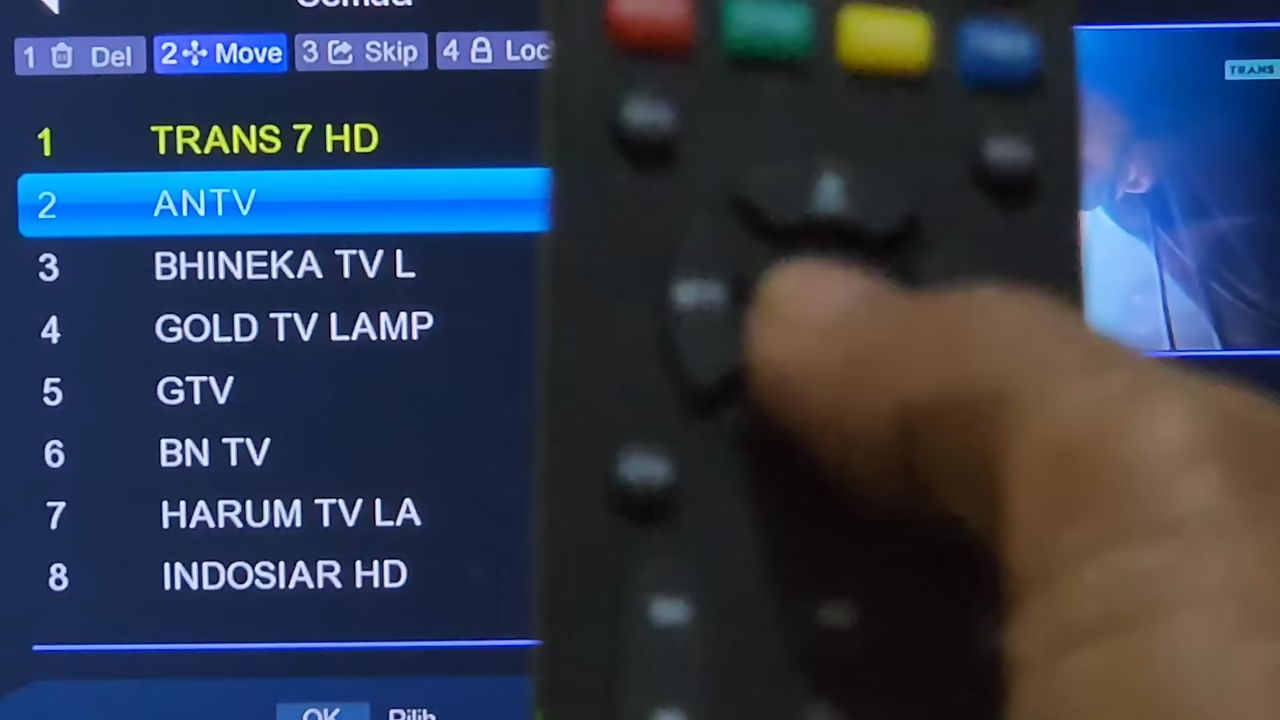 1 Del 2 Move 3 Skip 4 Loc
TRANS
1 TRANS 7 HD
2 ANTV
3 BHINEKA TV L
4 GOLD TV LAMP
5 GTV
6 BN TV
7 HARUM TV LA
8 INDOSIAR HD
OK Pilih